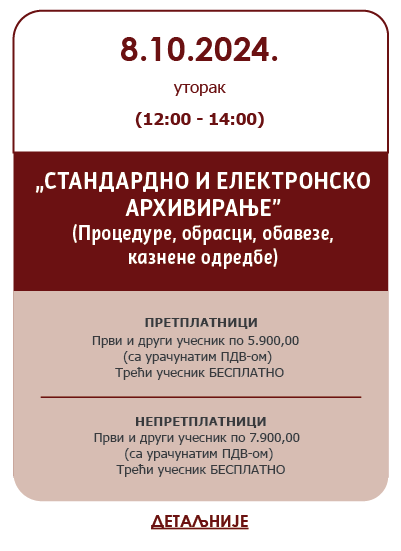 8.10.2024.
уторак
(12:00 - 14:00)
„СТАНДАРДНО И ЕЛЕКТРОНСКО
АРХИВИРАЊЕ”
(Процедуре, обрасци, обавезе,
казнене одредбе)
ПРЕТПЛАТНИЦИ
Први и други учесник по 5.900,00
(са урачунатим ПДВ-ом)
Трећи учесник БЕСПЛАТНО
НЕПРЕТПЛАТНИЦИ
Први и други учесник по 7.900,00
(са урачунатим ПДВ-ом)
Трећи учесник БЕСПЛАТНО
ДЕТАЉНИЈЕ